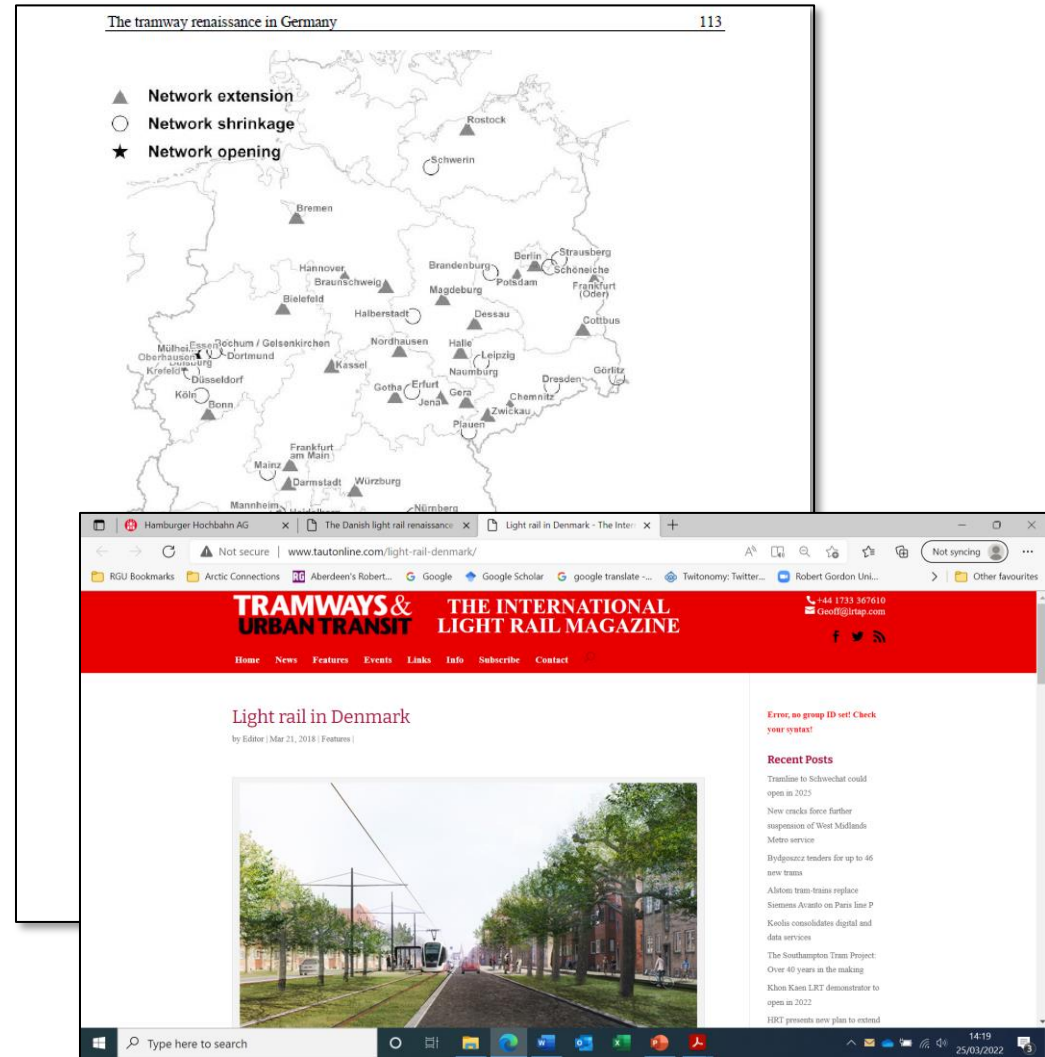 The tramway renaissance in Germany 113
Network extension
Network shrinkage
Network opening
Rostock
Schwerin
Bremen
Hannover
Braunschweig
Bielefeld
Brandenburg
Berlin
Strausberg
Schöneiche
Potsdam
Frankfurt
(Oder)
Magdeburg
Halberstadt
Dessau
Cottbus
Essen
Bochum / Gelsenkirchen
Dortmund
Oberhausen
Krefeld
Düsseldorf
Köln
Bonn
Kassel
Nordhausen
Halle
Leipzig
Naumburg
Gotha
Erfurt
Jena
Gera
Dresden
Görlitz
Chemnitz
Zwickau
Plauen
Frankfurt
am Main
Mainz
Darmstadt
Würzburg
Mannheim
Nürnberg
Hamburger Hochbahn AG
The Danish light rail renaissance
Light rail in Denmark - The Inter
Not secure | www.tautonline.com/light-rail-denmark/
Not syncing
RGU Bookmarks
Arctic Connections
RG Aberdeen's Robert...
Google
Google Scholar
google translate -...
Twitonomy: Twitter...
Robert Gordon Uni...
Other favourites
TRAMWAYS &
URBAN TRANSIT
THE INTERNATIONAL
LIGHT RAIL MAGAZINE
+44 1733 367610
Geoff@lrtap.com
Home News Features Events Links Info Subscribe Contact
Light rail in Denmark
by Editor | Mar 21, 2018 | Features |
Error, no group ID set! Check
your syntax!
Recent Posts
Tramline to Schwechat could
open in 2025
New cracks force further
suspension of West Midlands
Metro service
Bydgoszcz tenders for up to 46
new trams
Alstom tram-trains replace
Siemens Avanto on Paris line P
Keolis consolidates digital and
data services
The Southampton Tram Project:
Over 40 years in the making
Khon Kaen LRT demonstrator to
open in 2022
HRT presents new plan to extend
Type here to search
14:19
25/03/2022
3